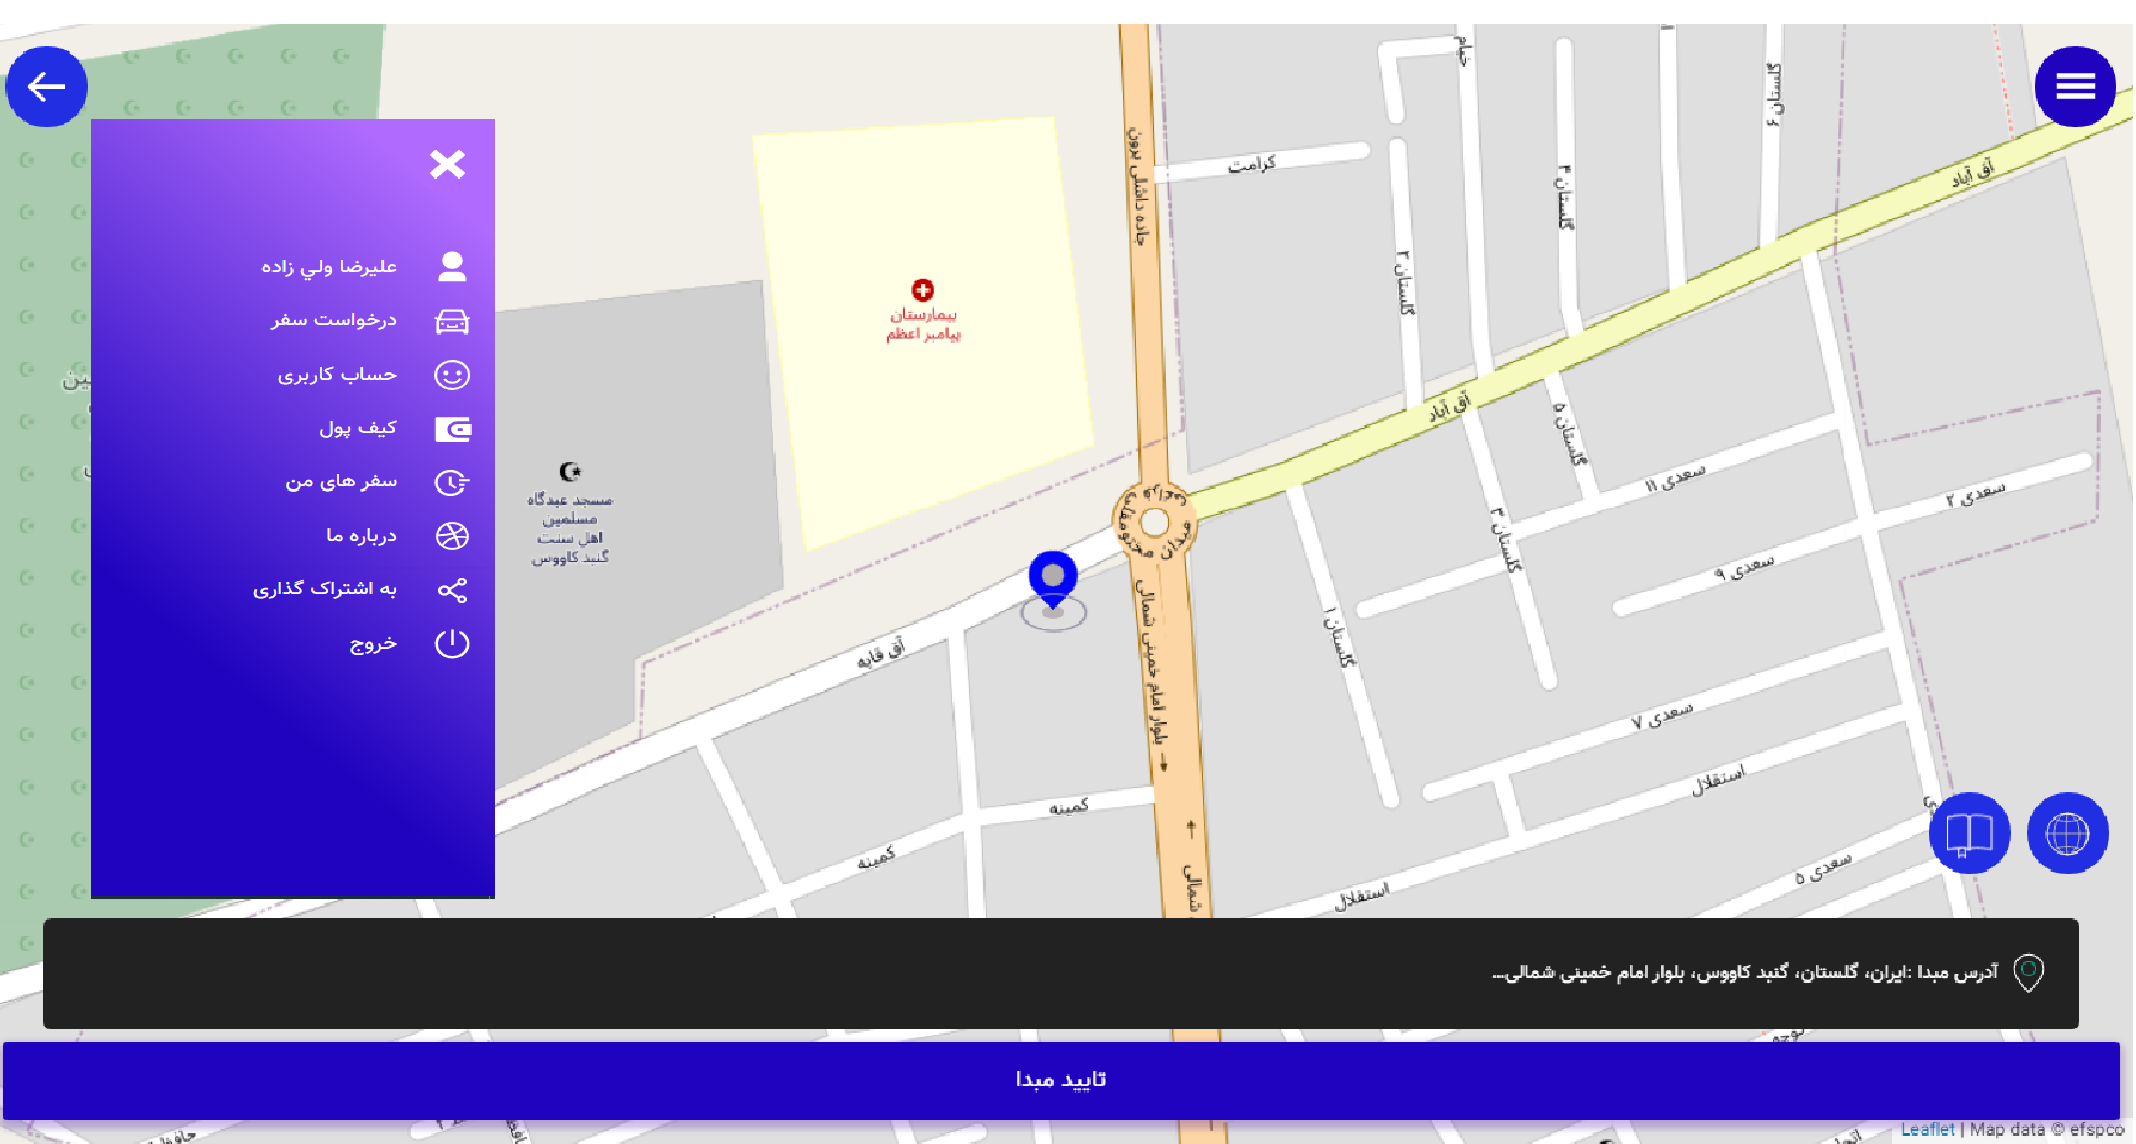 علیرضا ولي زاده
درخواست سفر
حساب کاربری
کیف پول
سفر های من
درباره ما
به اشتراک گذاری
خروج
بیمارستان
پیامبر اعظم
مسجد عیدگاه
مسلمین
اهل سنت
گنبد کاووس
جاده داشلی برون
کرامت
خیام
گلستان ۲
گلستان ۴
گلستان ۶
آق آباد
آق آباد
گلستان ۵
گلستان ۳
گلستان ۱
سعدی ۱۱
سعدی ۲
سعدی ۹
سعدی ۷
استقلال
استقلال
سعدی ۵
بلوار امام خمینی شمالی
شمالی
آق قابه
کمینه
کمینه
آدرس مبدا :ایران، گلستان، گنبد کاووس، بلوار امام خمینی شمالی...
تایید مبدا
Leaflet | Map data © efspco